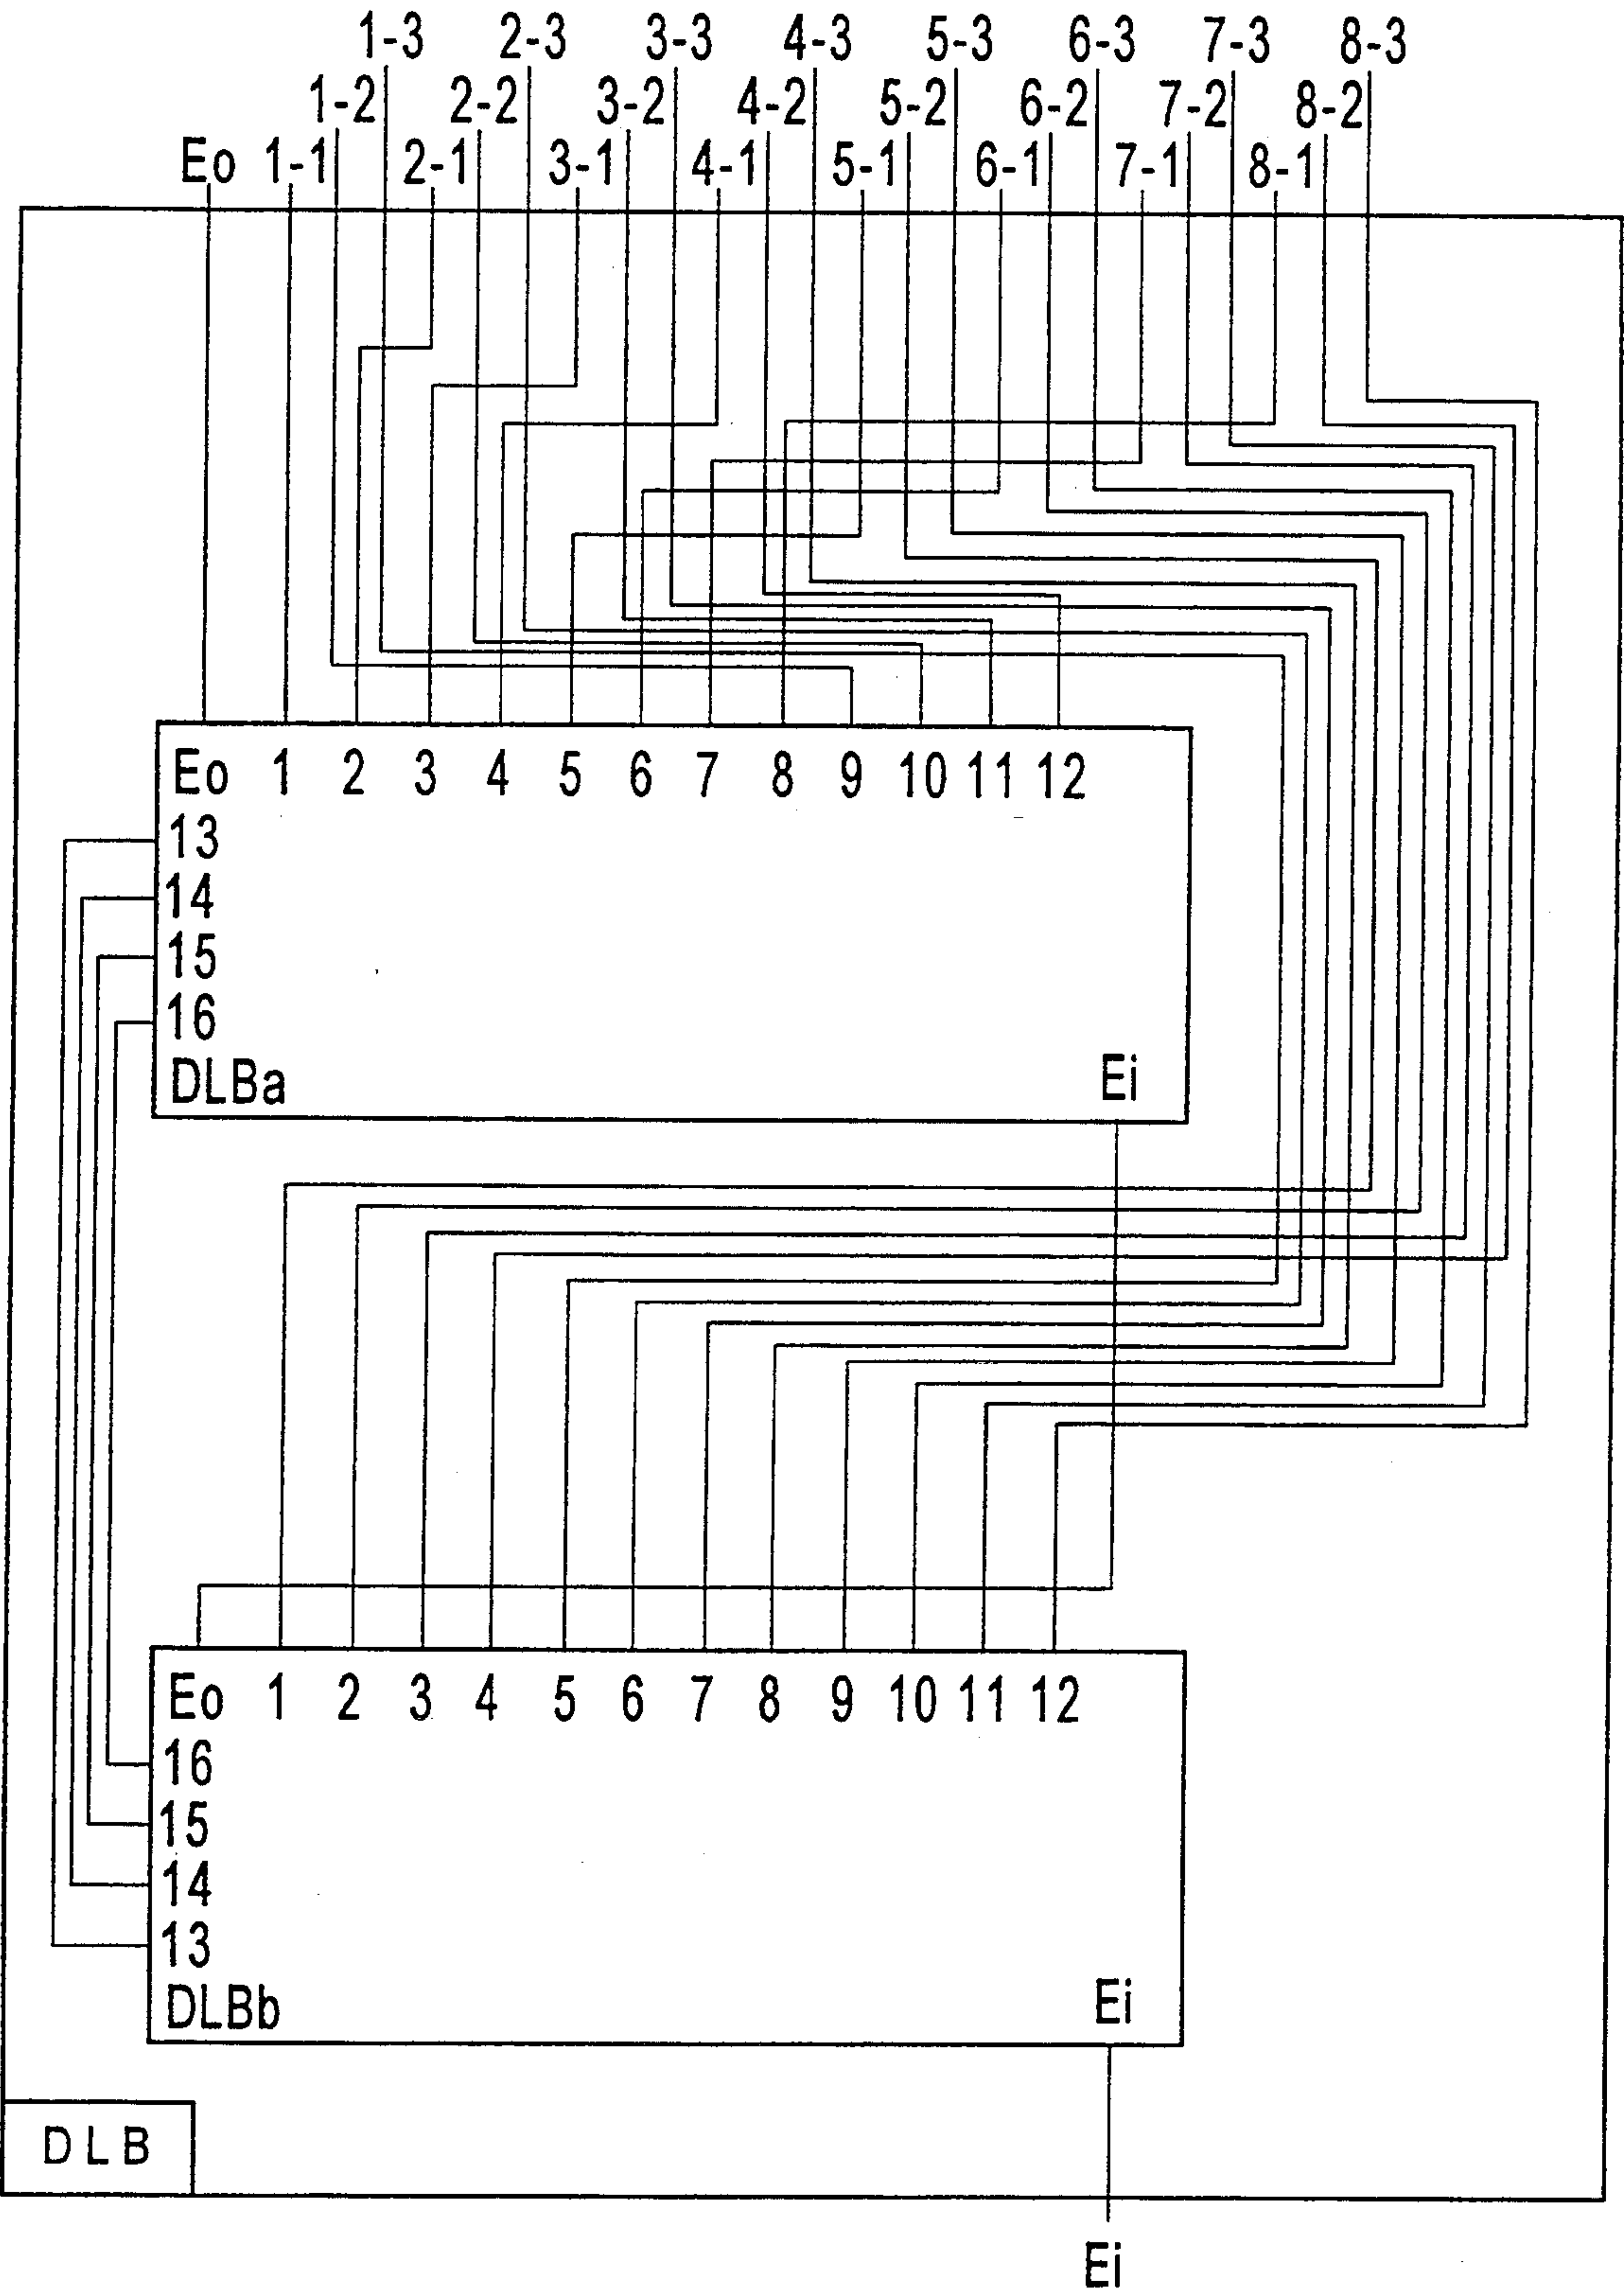 1-3 2-3 3-3 4-3 5-3 6-3 7-3 8-3
1-2 2-2 3-2 4-2 5-2 6-2 7-2 8-2
Eo 1-1 2-1 3-1 4-1 5-1 6-1 7-1 8-1
Eo 1 2 3 4 5 6 7 8 9 10 11 12
13
14
15
16
DLBa Ei
Eo 1 2 3 4 5 6 7 8 9 10 11 12
16
15
14
13
DLBb Ei
DLB
Ei